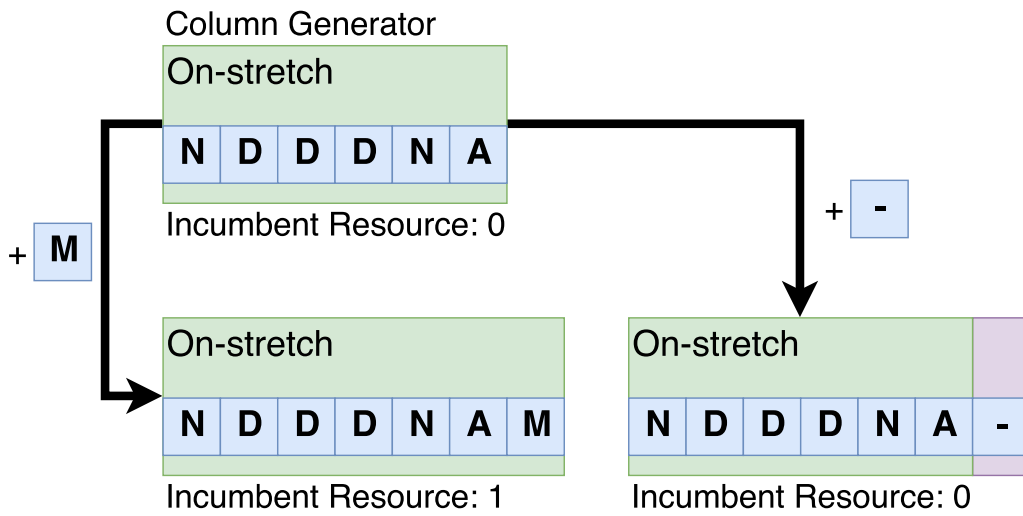 Column Generator
On-stretch
N D D D N A
Incumbent Resource: 0
+ M
+ -
On-stretch
N D D D N A M
Incumbent Resource: 1
On-stretch
N D D D N A -
Incumbent Resource: 0